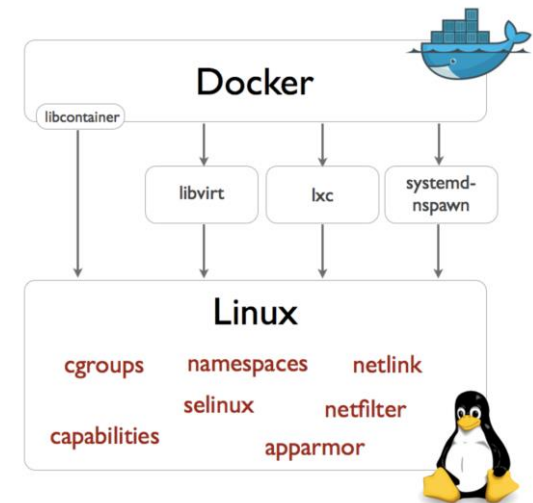 Docker
libcontainer
libvirt
lxc
systemd-
nspawn
Linux
cgroups
namespaces
netlink
selinux
netfilter
capabilities
apparmor